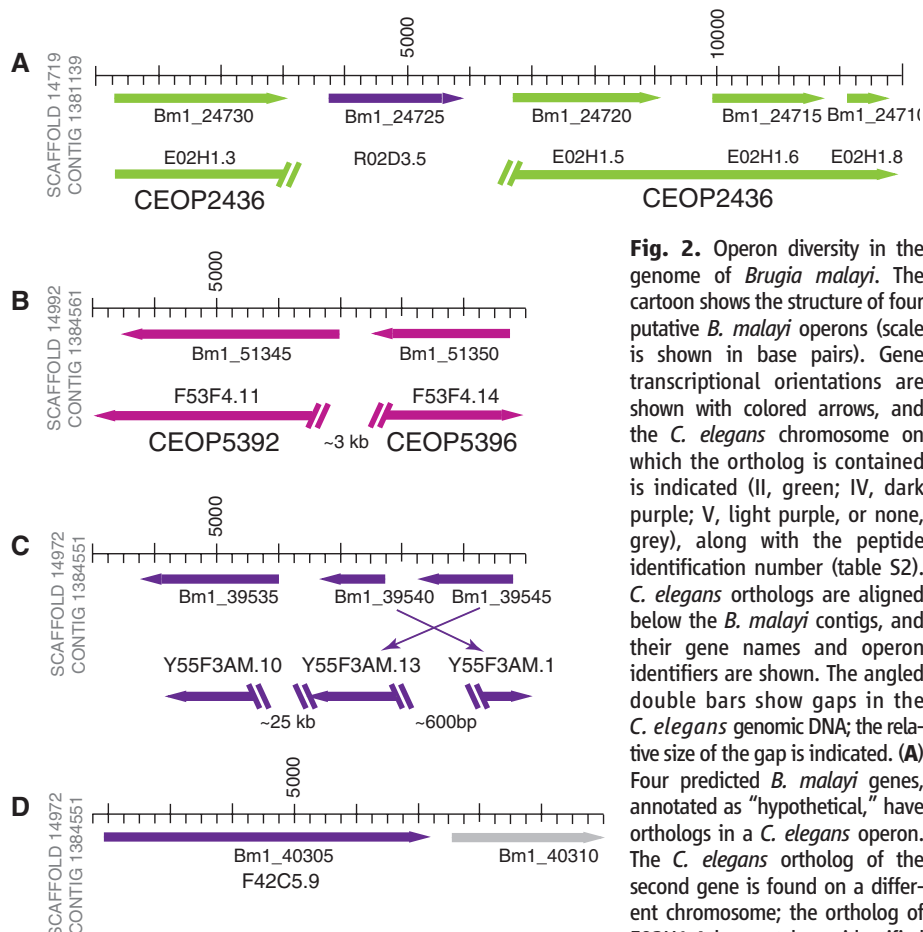 A
SCAFFOLD 14719
CONTIG 1381139
5000
10000
Bm1_24730
Bm1_24725
Bm1_24720
Bm1_24715
Bm1_2471(
E02H1.3
R02D3.5
E02H1.5
E02H1.6
E02H1.8
CEOP2436
CEOP2436
B
SCAFFOLD 14992
CONTIG 1384561
5000
Bm1_51345
Bm1_51350
F53F4.11
F53F4.14
CEOP5392
~3 kb
CEOP5396
C
SCAFFOLD 14972
CONTIG 1384551
5000
Bm1_39535
Bm1_39540
Bm1_39545
Y55F3AM.10
Y55F3AM.13
Y55F3AM.1
~25 kb
~600bp
D
SCAFFOLD 14972
CONTIG 1384551
5000
Bm1_40305
Bm1_40310
F42C5.9
Fig. 2. Operon diversity in the
genome of Brugia malayi. The
cartoon shows the structure of four
putative B. malayi operons (scale
is shown in base pairs). Gene
transcriptional orientations are
shown with colored arrows, and
the C. elegans chromosome on
which the ortholog is contained
is indicated (II, green; IV, dark
purple; V, light purple, or none,
grey), along with the peptide
identification number (table S2).
C. elegans orthologs are aligned
below the B. malayi contigs, and
their gene names and operon
identifiers are shown. The angled
double bars show gaps in the
C. elegans genomic DNA; the rela-
tive size of the gap is indicated. (A)
Four predicted B. malayi genes,
annotated as "hypothetical," have
orthologs in a C. elegans operon.
The C. elegans ortholog of the
second gene is found on a differ-
ent chromosome; the ortholog of